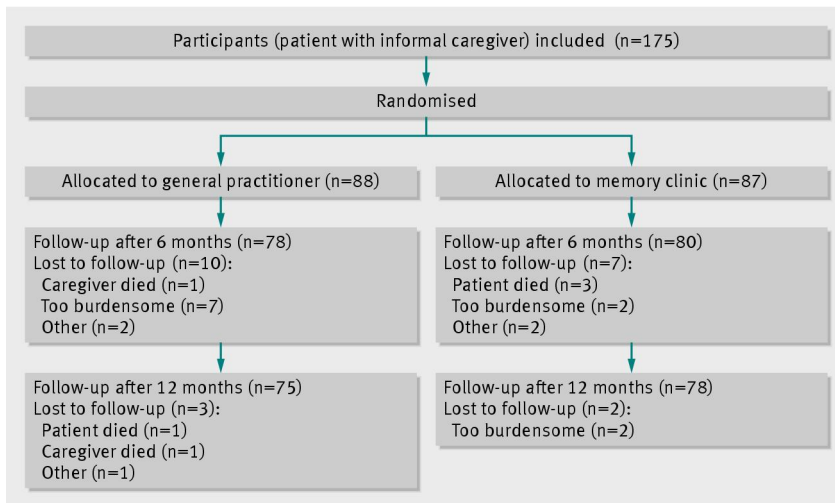 Participants (patient with informal caregiver) included (n=175)
Randomised
Allocated to general practitioner (n=88)
Allocated to memory clinic (n=87)
Follow-up after 6 months (n=78)
Lost to follow-up (n=10):
Caregiver died (n=1)
Too burdensome (n=7)
Other (n=2)
Follow-up after 6 months (n=80)
Lost to follow-up (n=7):
Patient died (n=3)
Too burdensome (n=2)
Other (n=2)
Follow-up after 12 months (n=75)
Lost to follow-up (n=3):
Patient died (n=1)
Caregiver died (n=1)
Other (n=1)
Follow-up after 12 months (n=78)
Lost to follow-up (n=2):
Too burdensome (n=2)